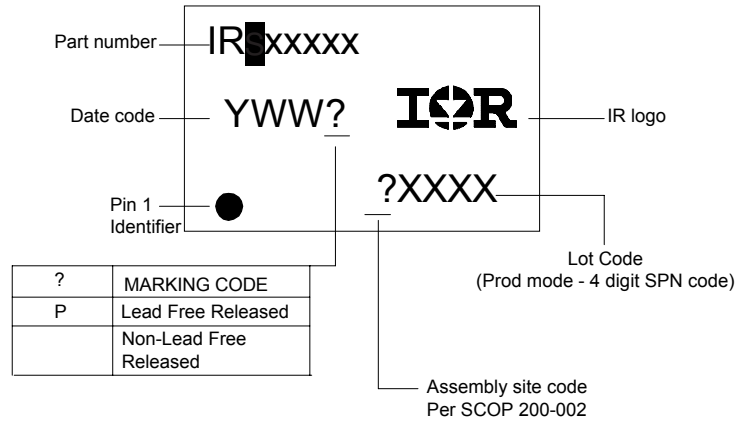 Part number
IRSxxxxx
Date code
YWW?
IOR
IR logo
?XXXX
Pin 1
Identifier
Lot Code
(Prod mode - 4 digit SPN code)
? MARKING CODE
P Lead Free Released
Non-Lead Free
Released
Assembly site code
Per SCOP 200-002